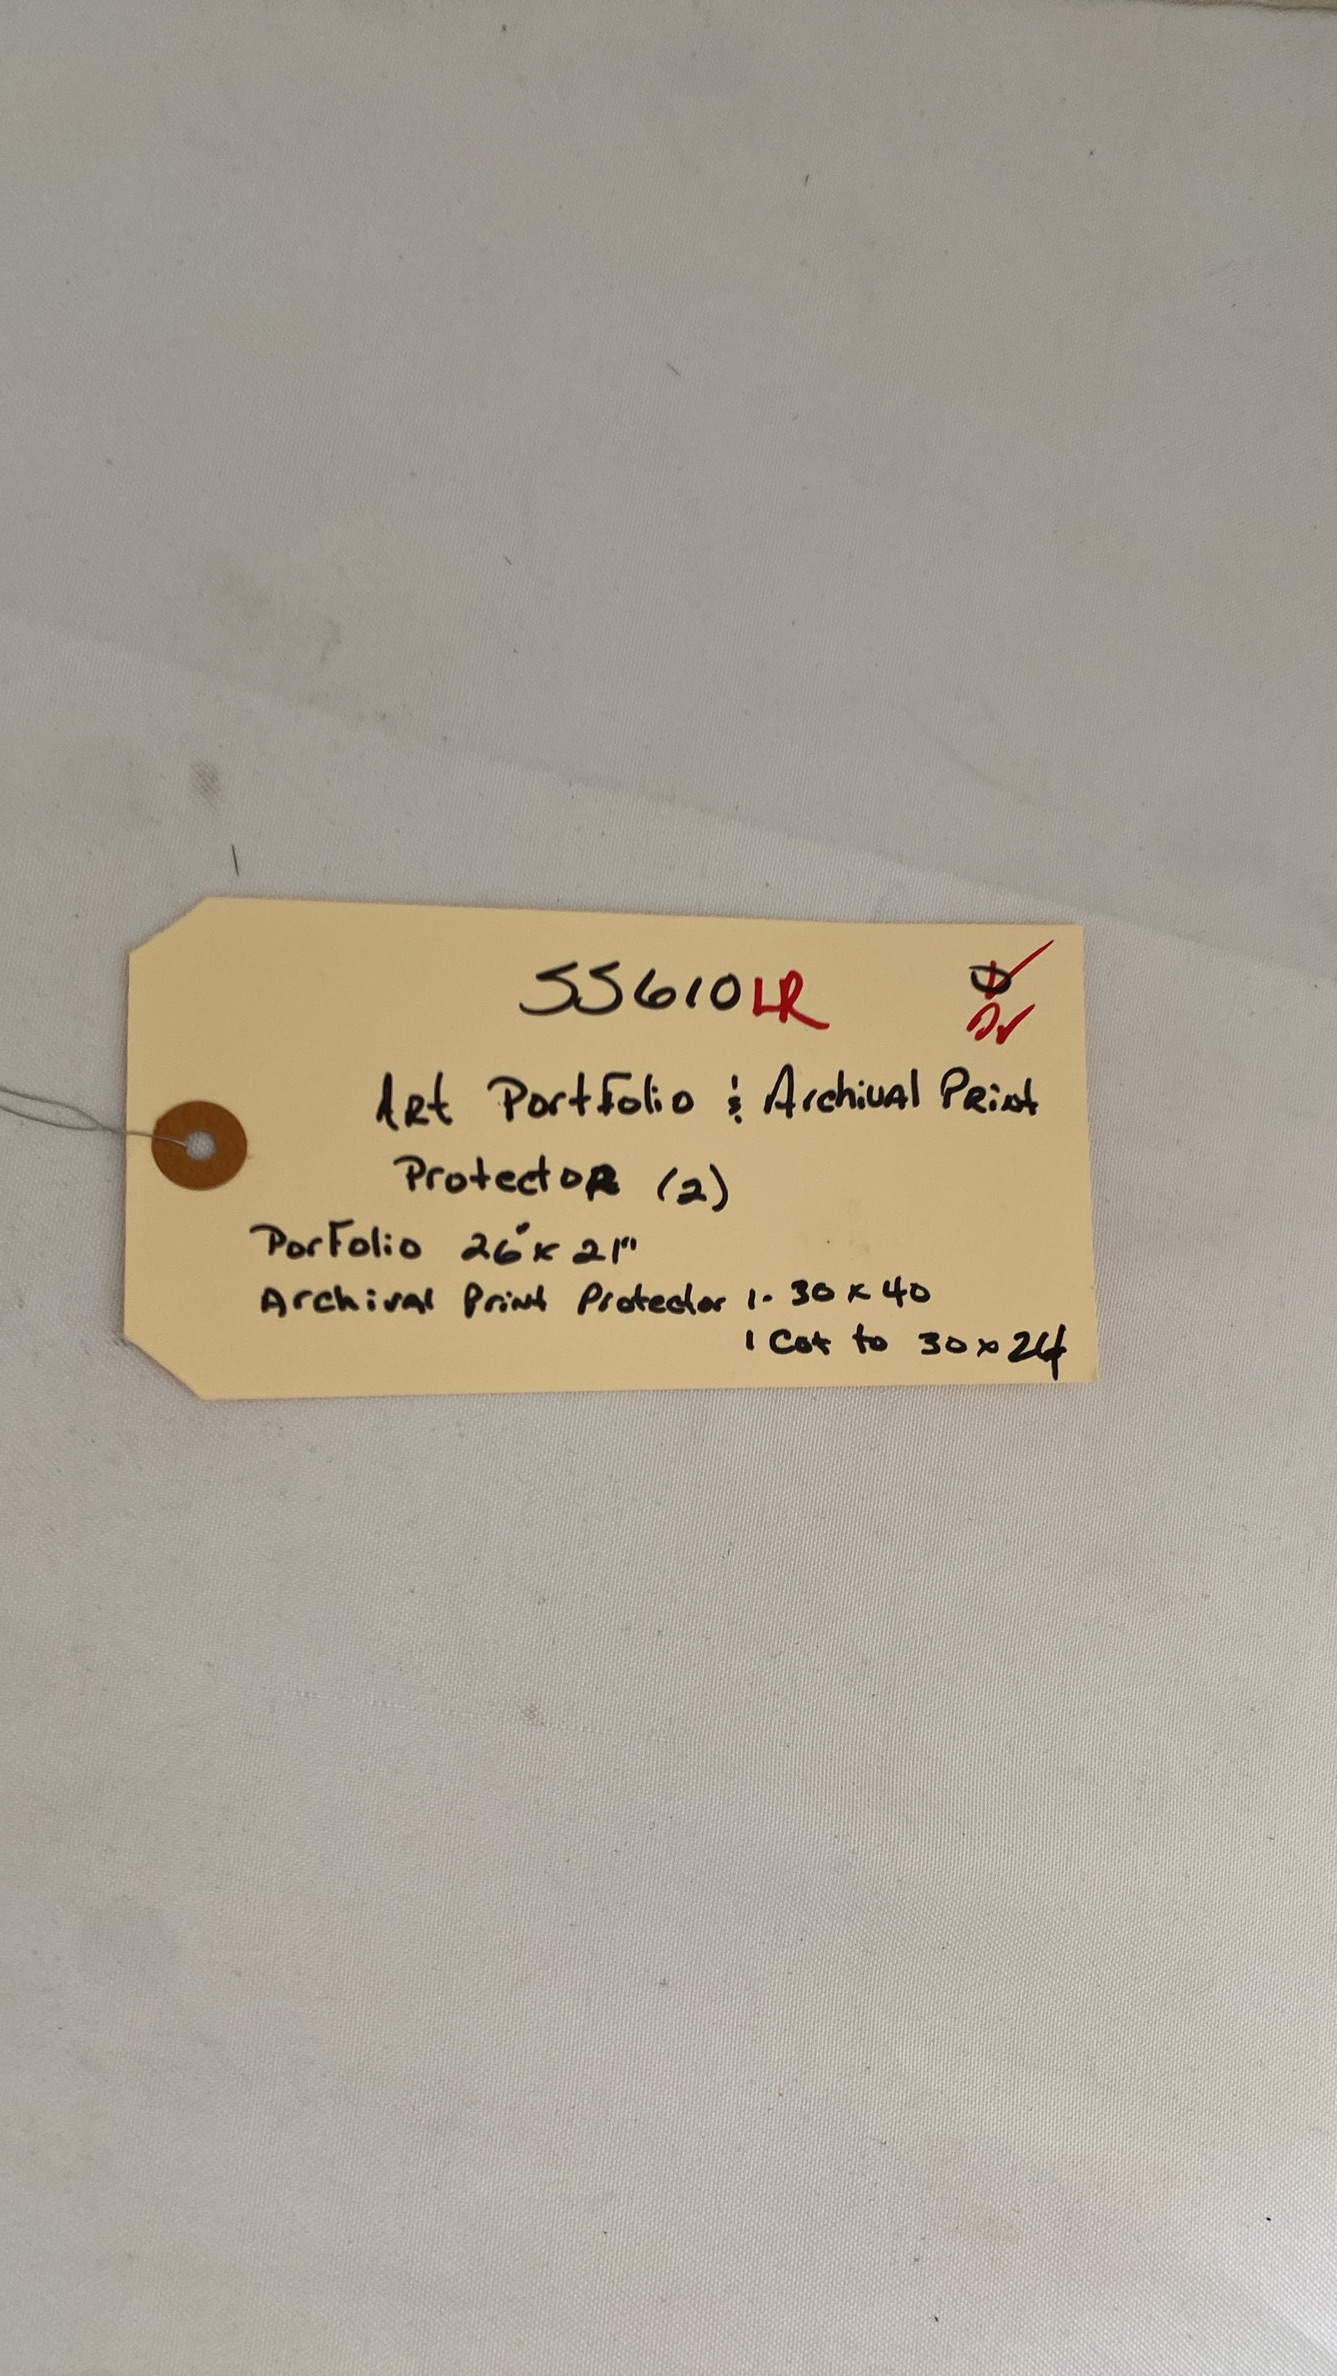 SS610LR
Art Portfolio & Archival Print
Protector (2)
Porfolio 26" x 21"
Archival Print Protector 1- 30 x 40
1 Cut to 30 x 24